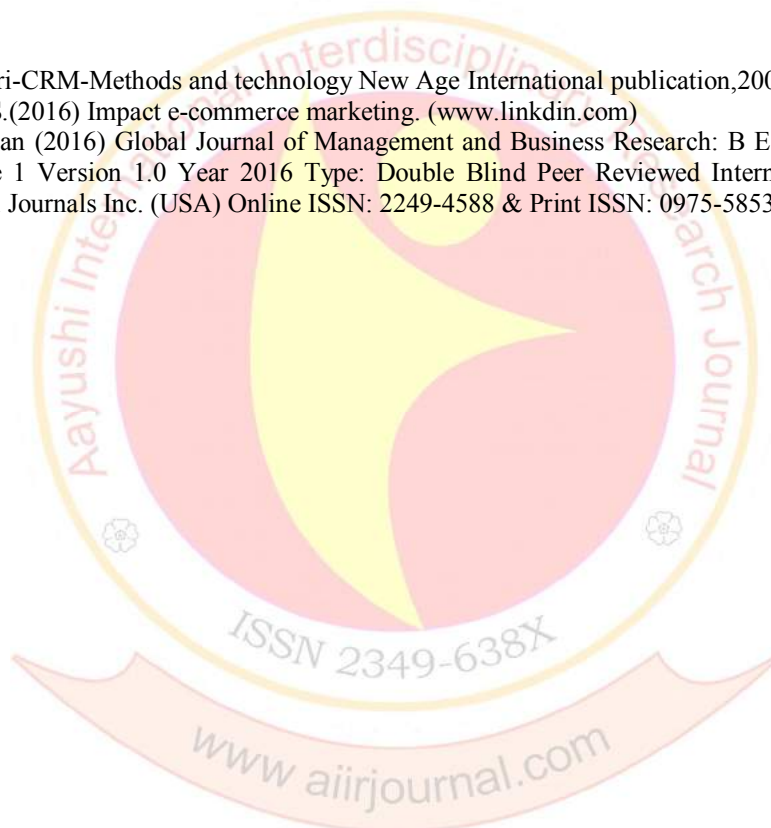 ri-CRM-Methods and technology New Age International publication,200
.(2016) Impact e-commerce marketing. (www.linkdin.com)
an (2016) Global Journal of Management and Business Research: B E
1 Version 1.0 Year 2016 Type: Double Blind Peer Reviewed Intern
Journals Inc. (USA) Online ISSN: 2249-4588 & Print ISSN: 0975-5853
Aayushi International Interdisciplinary Research Journal
ISSN 2349-638X
www aiirjournal.com